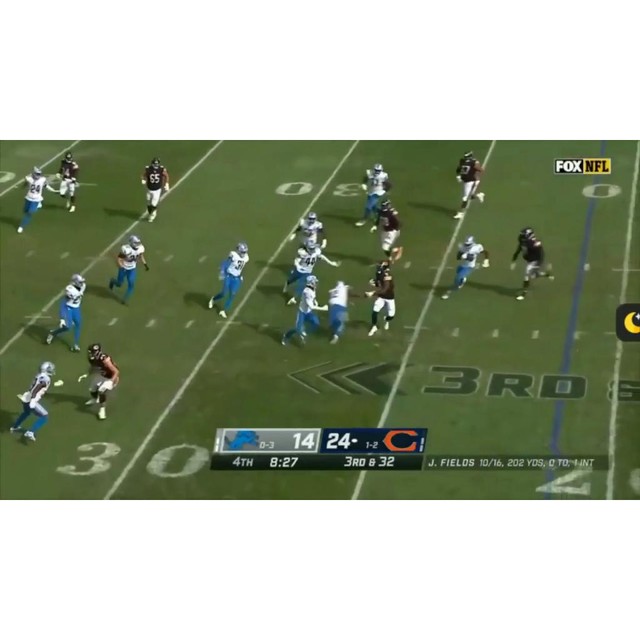 FOX NFL
30
3RD &
0-3 14 24 1-2 C
4TH 8:27 3RD & 32 J. FIELDS 10/16, 202 YDS, 0 TD, 1 INT
30